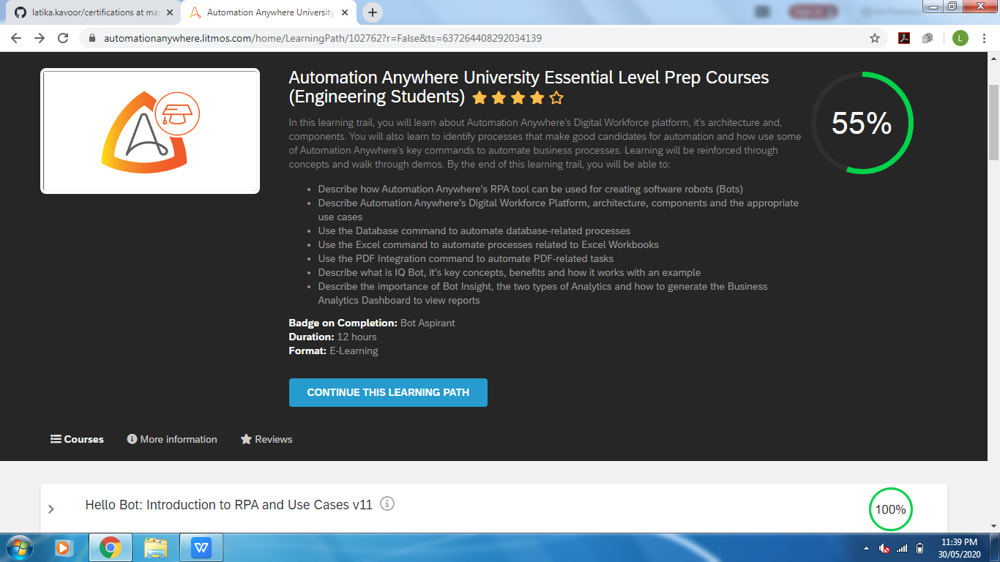 latika.kavoor/certifications at mas
Automation Anywhere University
automationanywhere.litmos.com/home/LearningPath/102762?r=False&ts=637264408292034139
L
Automation Anywhere University Essential Level Prep Courses
(Engineering Students)
55%
In this learning trail, you will learn about Automation Anywhere's Digital Workforce platform, it's architecture and,
components. You will also learn to identify processes that make good candidates for automation and how use some
of Automation Anywhere's key commands to automate business processes. Learning will be reinforced through
concepts and walk through demos. By the end of this learning trail, you will be able to:
• Describe how Automation Anywhere's RPA tool can be used for creating software robots (Bots)
• Describe Automation Anywhere's Digital Workforce Platform, architecture, components and the appropriate
use cases
• Use the Database command to automate database-related processes
• Use the Excel command to automate processes related to Excel Workbooks
• Use the PDF Integration command to automate PDF-related tasks
• Describe what is IQ Bot, it's key concepts, benefits and how it works with an example
• Describe the importance of Bot Insight, the two types of Analytics and how to generate the Business
Analytics Dashboard to view reports
Badge on Completion: Bot Aspirant
Duration: 12 hours
Format: E-Learning
CONTINUE THIS LEARNING PATH
Courses More information Reviews
Hello Bot: Introduction to RPA and Use Cases v11
100%
11:39 PM
30/05/2020